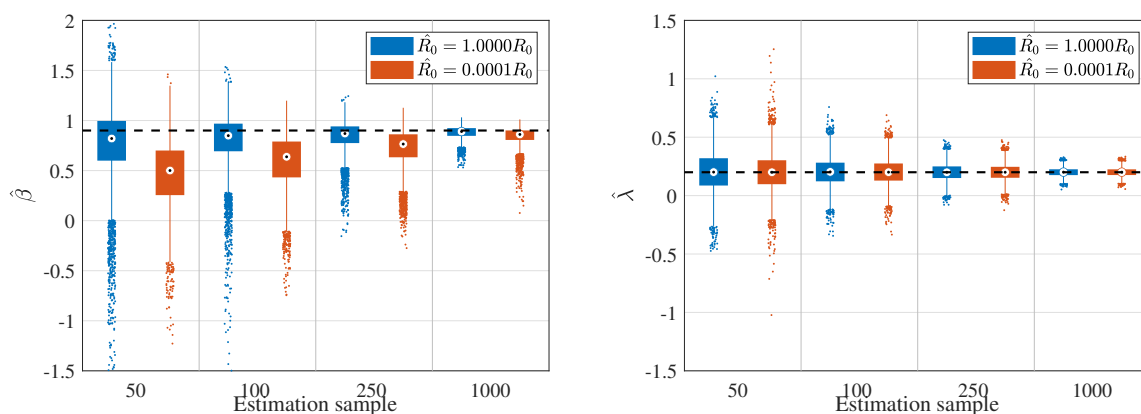 2
1.5
1
0.5
0
-0.5
-1
-1.5
β̂
R̂₀ = 1.0000R₀
R̂₀ = 0.0001R₀
50 100 250 1000
Estimation sample
1.5
1
0.5
0
-0.5
-1
-1.5
λ̂
R̂₀ = 1.0000R₀
R̂₀ = 0.0001R₀
50 100 250 1000
Estimation sample